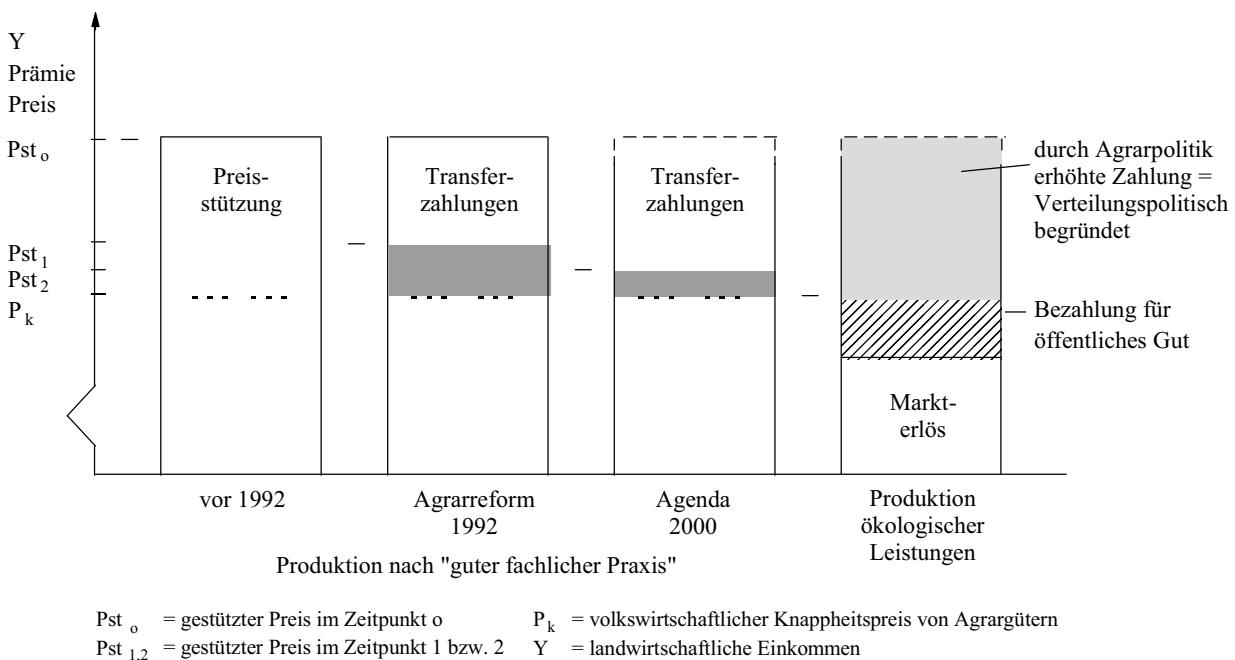 Y
Prämie
Preis
Pst o
Pst 1
Pst 2
P k
Preis-
stützung
Transfer-
zahlungen
Transfer-
zahlungen
durch Agrarpolitik
erhöhte Zahlung =
Verteilungspolitisch
begründet
Bezahlung für
öffentliches Gut
Markt-
erlös
vor 1992
Agrarreform
1992
Agenda
2000
Produktion
ökologischer
Leistungen
Produktion nach "guter fachlicher Praxis"
Pst o = gestützter Preis im Zeitpunkt o
P k = volkswirtschaftlicher Knappheitspreis von Agrargütern
Pst 1,2 = gestützter Preis im Zeitpunkt 1 bzw. 2
Y = landwirtschaftliche Einkommen